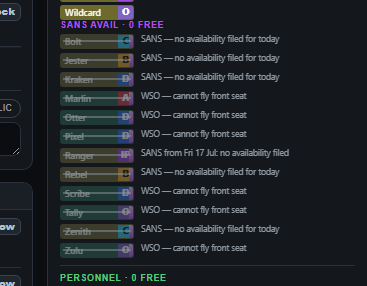 ock
Wildcard O
SANS AVAIL · 0 FREE
Bolt C SANS — no availability filed for today
Jester B SANS — no availability filed for today
Kraken D SANS — no availability filed for today
Marlin A WSO — cannot fly front seat
Otter D WSO — cannot fly front seat
Pixel D WSO — cannot fly front seat
LIC
Ranger SANS from Fri 17 Jul: no availability filed
Rebel B SANS — no availability filed for today
Scribe D WSO — cannot fly front seat
Tally O WSO — cannot fly front seat
ow
Zenith C SANS — no availability filed for today
Zulu O WSO — cannot fly front seat
PERSONNEL · 0 FREE
ow